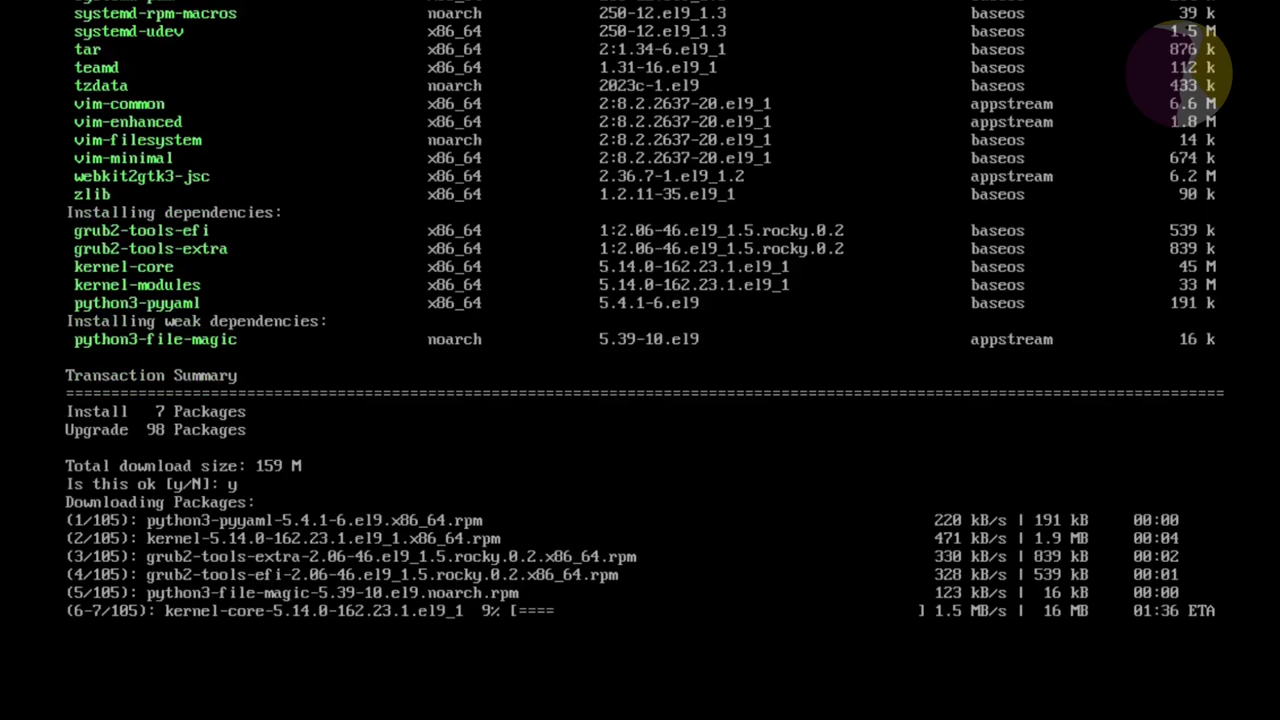 systemd-rpm-macros noarch 250-12.el9_1.3 baseos 39 k
systemd-udev x86_64 250-12.el9_1.3 baseos 1.5 M
tar x86_64 2:1.34-6.el9_1 baseos 876 k
teamd x86_64 1.31-16.el9_1 baseos 112 k
tzdata noarch 2023c-1.el9 baseos 433 k
vim-common x86_64 2:8.2.2637-20.el9_1 appstream 6.6 M
vim-enhanced x86_64 2:8.2.2637-20.el9_1 appstream 1.8 M
vim-filesystem noarch 2:8.2.2637-20.el9_1 baseos 14 k
vim-minimal x86_64 2:8.2.2637-20.el9_1 baseos 674 k
webkit2gtk3-jsc x86_64 2.36.7-1.el9_1.2 appstream 6.2 M
zlib x86_64 1.2.11-35.el9_1 baseos 90 k
Installing dependencies:
grub2-tools-efi x86_64 1:2.06-46.el9_1.5.rocky.0.2 baseos 539 k
grub2-tools-extra x86_64 1:2.06-46.el9_1.5.rocky.0.2 baseos 839 k
kernel-core x86_64 5.14.0-162.23.1.el9_1 baseos 45 M
kernel-modules x86_64 5.14.0-162.23.1.el9_1 baseos 33 M
python3-pyyaml x86_64 5.4.1-6.el9 baseos 191 k
Installing weak dependencies:
python3-file-magic noarch 5.39-10.el9 appstream 16 k
Transaction Summary
================================================================================================================================
Install 7 Packages
Upgrade 98 Packages
Total download size: 159 M
Is this ok [y/N]: y
Downloading Packages:
(1/105): python3-pyyaml-5.4.1-6.el9.x86_64.rpm 220 kB/s | 191 kB 00:00
(2/105): kernel-5.14.0-162.23.1.el9_1.x86_64.rpm 471 kB/s | 1.9 MB 00:04
(3/105): grub2-tools-extra-2.06-46.el9_1.5.rocky.0.2.x86_64.rpm 330 kB/s | 839 kB 00:02
(4/105): grub2-tools-efi-2.06-46.el9_1.5.rocky.0.2.x86_64.rpm 328 kB/s | 539 kB 00:01
(5/105): python3-file-magic-5.39-10.el9.noarch.rpm 123 kB/s | 16 kB 00:00
(6-7/105): kernel-core-5.14.0-162.23.1.el9_1 9% [==== ] 1.5 MB/s | 16 MB 01:36 ETA